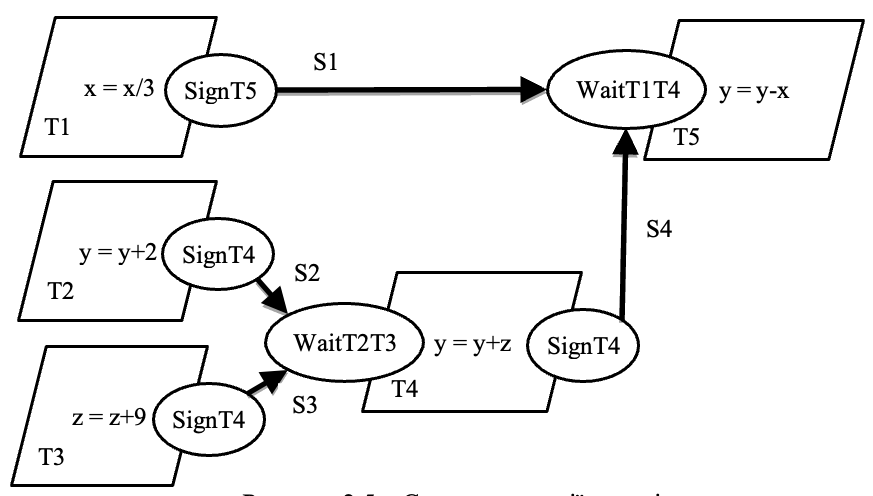 S1
x = x/3 SignT5
T1
WaitT1T4 y = y-x
T5
S4
y = y+2 SignT4
T2
S2
WaitT2T3 y = y+z SignT4
T4
S3
z = z+9 SignT4
T3